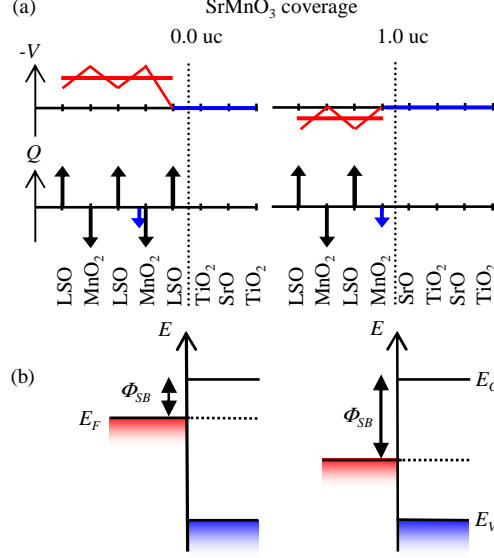 (a) SrMnO3 coverage
0.0 uc 1.0 uc
-V
Q
LSO MnO2 LSO MnO2 LSO TiO2 SrO TiO2 LSO MnO2 LSO MnO2 SrO TiO2 SrO TiO2
E E
(b)
ΦSB EC
EF ΦSB
EV